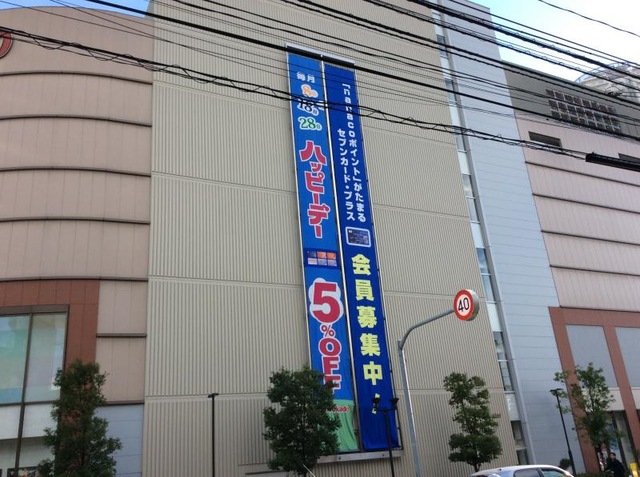 毎月
8日
18日
28日
ハッピーデー
5%OFF
「nanacoポイント」がたまる
セブンカード・プラス
会員募集中!
40